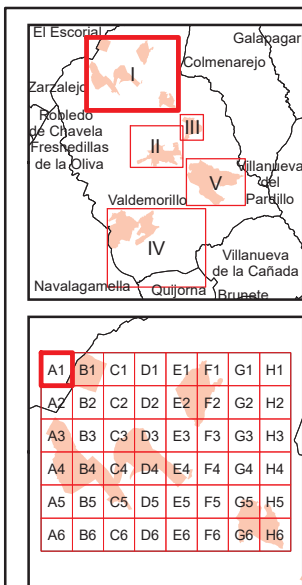 El Escorial
Galapagar
I
Colmenarejo
Zarzalejo
Robledo
de Chavela
III
Fresnedillas
de la Oliva
II
V
Villanueva
del
Pardillo
Valdemorillo
IV
Villanueva
de la Cañada
Navalagamella
Quijorna
Brunete
A1 B1 C1 D1 E1 F1 G1 H1
A2 B2 C2 D2 E2 F2 G2 H2
A3 B3 C3 D3 E3 F3 G3 H3
A4 B4 C4 D4 E4 F4 G4 H4
A5 B5 C5 D5 E5 F5 G5 H5
A6 B6 C6 D6 E6 F6 G6 H6